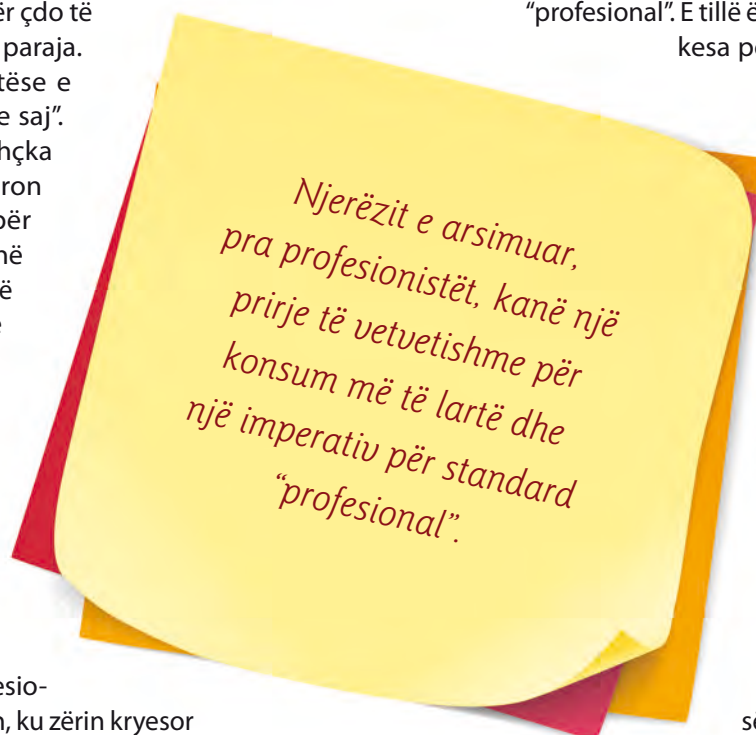 ër çdo të
paraja.
tëse e
e saj”.
hçka
ron
për
në
ë
“profesional”. E tillë ë
kesa p
Njerëzit e arsimuar,
pra profesionistët, kanë një
prirje të vetvetishme për
konsum më të lartë dhe
një imperativ për standard
“profesional”.
esio-
, ku zërin kryesor
së